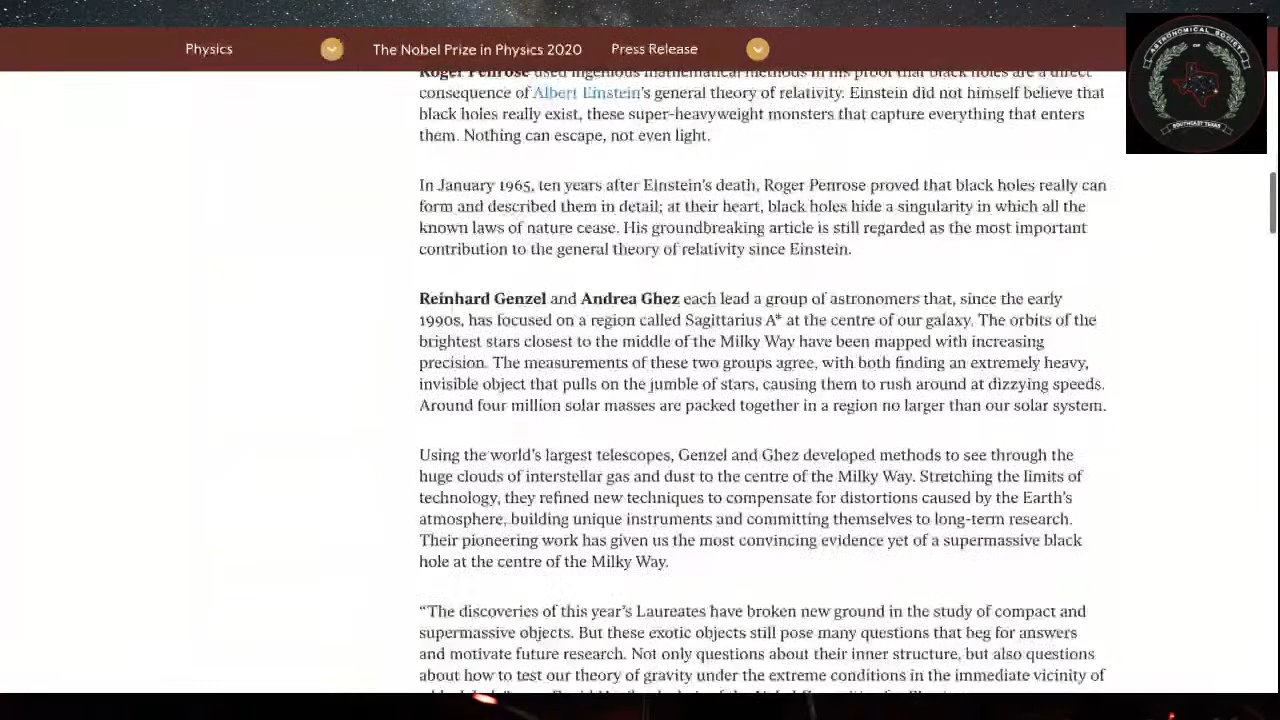 Physics
The Nobel Prize in Physics 2020
Press Release
ASTRONOMICAL SOCIETY
OF
SOUTHEAST TEXAS
Roger Penrose used ingenious mathematical methods in his proof that black holes are a direct
consequence of Albert Einstein's general theory of relativity. Einstein did not himself believe that
black holes really exist, these super-heavyweight monsters that capture everything that enters
them. Nothing can escape, not even light.
In January 1965, ten years after Einstein's death, Roger Penrose proved that black holes really can
form and described them in detail; at their heart, black holes hide a singularity in which all the
known laws of nature cease. His groundbreaking article is still regarded as the most important
contribution to the general theory of relativity since Einstein.
Reinhard Genzel and Andrea Ghez each lead a group of astronomers that, since the early
1990s, has focused on a region called Sagittarius A* at the centre of our galaxy. The orbits of the
brightest stars closest to the middle of the Milky Way have been mapped with increasing
precision. The measurements of these two groups agree, with both finding an extremely heavy,
invisible object that pulls on the jumble of stars, causing them to rush around at dizzying speeds.
Around four million solar masses are packed together in a region no larger than our solar system.
Using the world's largest telescopes, Genzel and Ghez developed methods to see through the
huge clouds of interstellar gas and dust to the centre of the Milky Way. Stretching the limits of
technology, they refined new techniques to compensate for distortions caused by the Earth's
atmosphere, building unique instruments and committing themselves to long-term research.
Their pioneering work has given us the most convincing evidence yet of a supermassive black
hole at the centre of the Milky Way.
“The discoveries of this year's Laureates have broken new ground in the study of compact and
supermassive objects. But these exotic objects still pose many questions that beg for answers
and motivate future research. Not only questions about their inner structure, but also questions
about how to test our theory of gravity under the extreme conditions in the immediate vicinity of